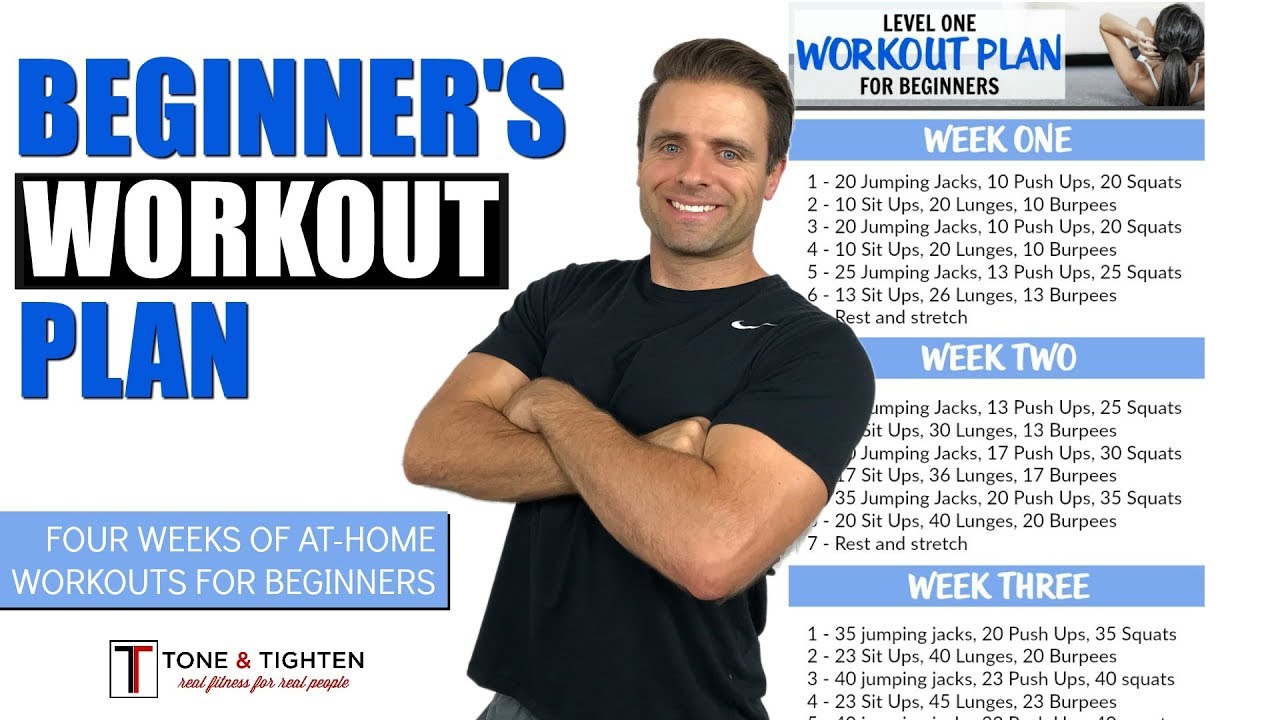 BEGINNER'S
WORKOUT
PLAN
FOUR WEEKS OF AT-HOME
WORKOUTS FOR BEGINNERS
TT TONE & TIGHTEN
real fitness for real people
LEVEL ONE
WORKOUT PLAN
FOR BEGINNERS
WEEK ONE
1 - 20 Jumping Jacks, 10 Push Ups, 20 Squats
2 - 10 Sit Ups, 20 Lunges, 10 Burpees
3 - 20 Jumping Jacks, 10 Push Ups, 20 Squats
4 - 10 Sit Ups, 20 Lunges, 10 Burpees
5 - 25 Jumping Jacks, 13 Push Ups, 25 Squats
6 - 13 Sit Ups, 26 Lunges, 13 Burpees
Rest and stretch
WEEK TWO
Jacks, 13 Push Ups, 25 Squats
Sit Ups, 30 Lunges, 13 Burpees
Jumping Jacks, 17 Push Ups, 30 Squats
17 Sit Ups, 36 Lunges, 17 Burpees
35 Jumping Jacks, 20 Push Ups, 35 Squats
- 20 Sit Ups, 40 Lunges, 20 Burpees
7 - Rest and stretch
WEEK THREE
1 - 35 jumping jacks, 20 Push Ups, 35 Squats
2 - 23 Sit Ups, 40 Lunges, 20 Burpees
3 - 40 jumping jacks, 23 Push Ups, 40 squats
4 - 23 Sit Ups, 45 Lunges, 23 Burpees